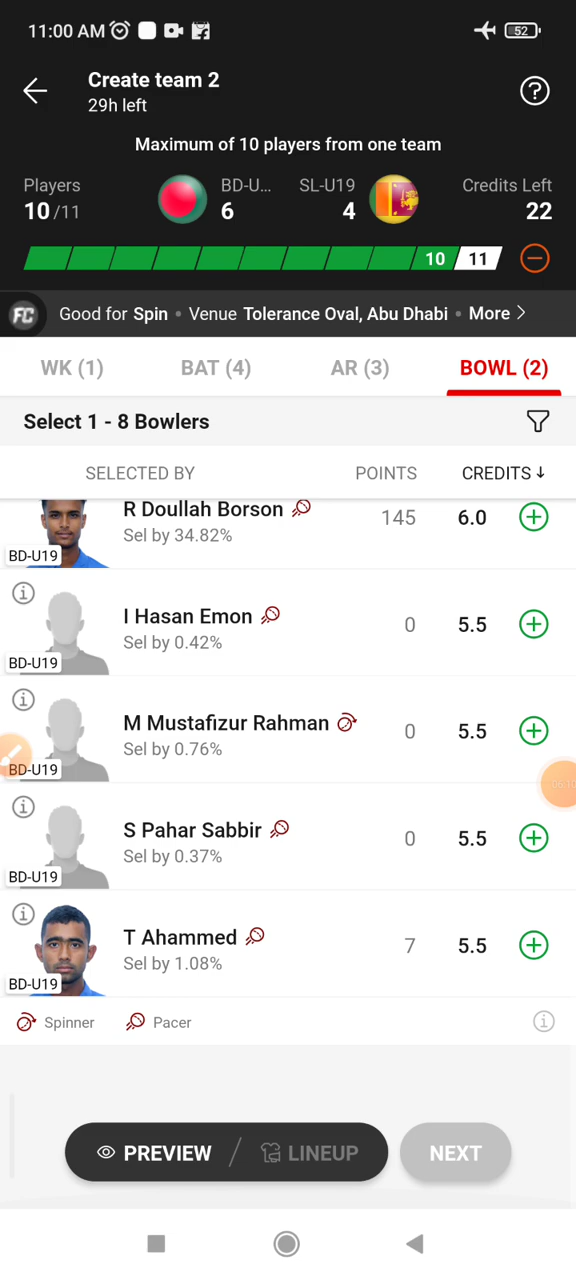 11:00 AM
52
Create team 2
29h left
Maximum of 10 players from one team
Players
10/11
BD-U...
6
SL-U19
4
Credits Left
22
10
11
FC
Good for Spin • Venue Tolerance Oval, Abu Dhabi • More >
WK (1)
BAT (4)
AR (3)
BOWL (2)
Select 1 - 8 Bowlers
SELECTED BY
POINTS
CREDITS ↓
R Doullah Borson
Sel by 34.82%
BD-U19
145
6.0
I Hasan Emon
Sel by 0.42%
BD-U19
0
5.5
M Mustafizur Rahman
Sel by 0.76%
BD-U19
0
5.5
S Pahar Sabbir
Sel by 0.37%
BD-U19
0
5.5
T Ahammed
Sel by 1.08%
BD-U19
7
5.5
Spinner
Pacer
PREVIEW / LINEUP
NEXT